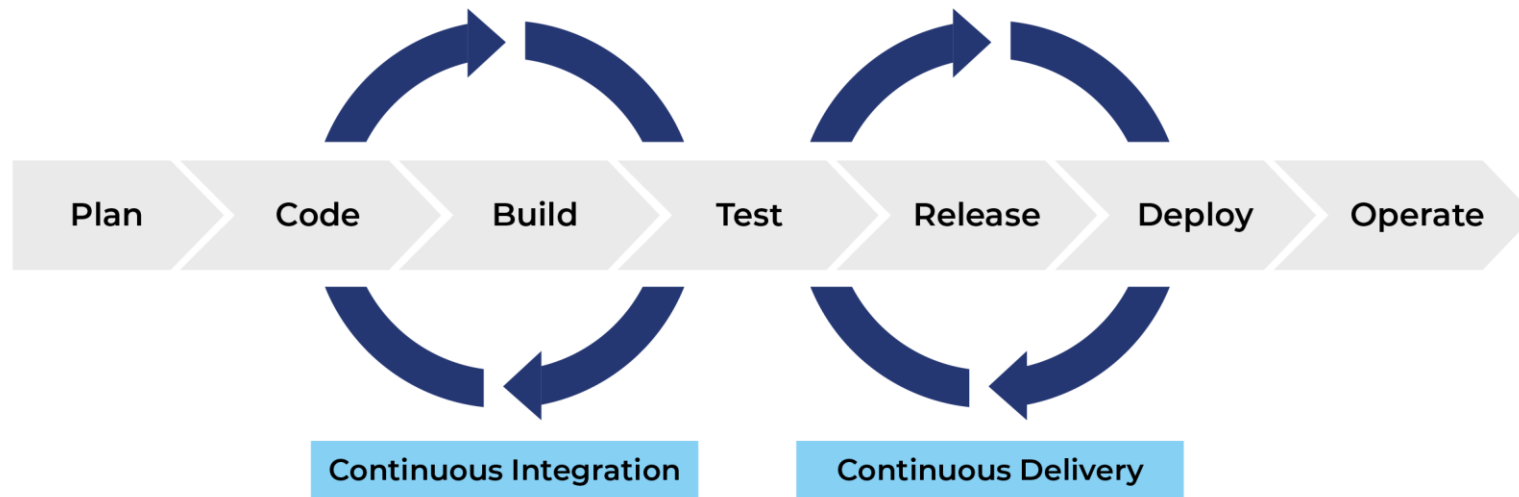 Plan Code Build Test Release Deploy Operate
Continuous Integration Continuous Delivery